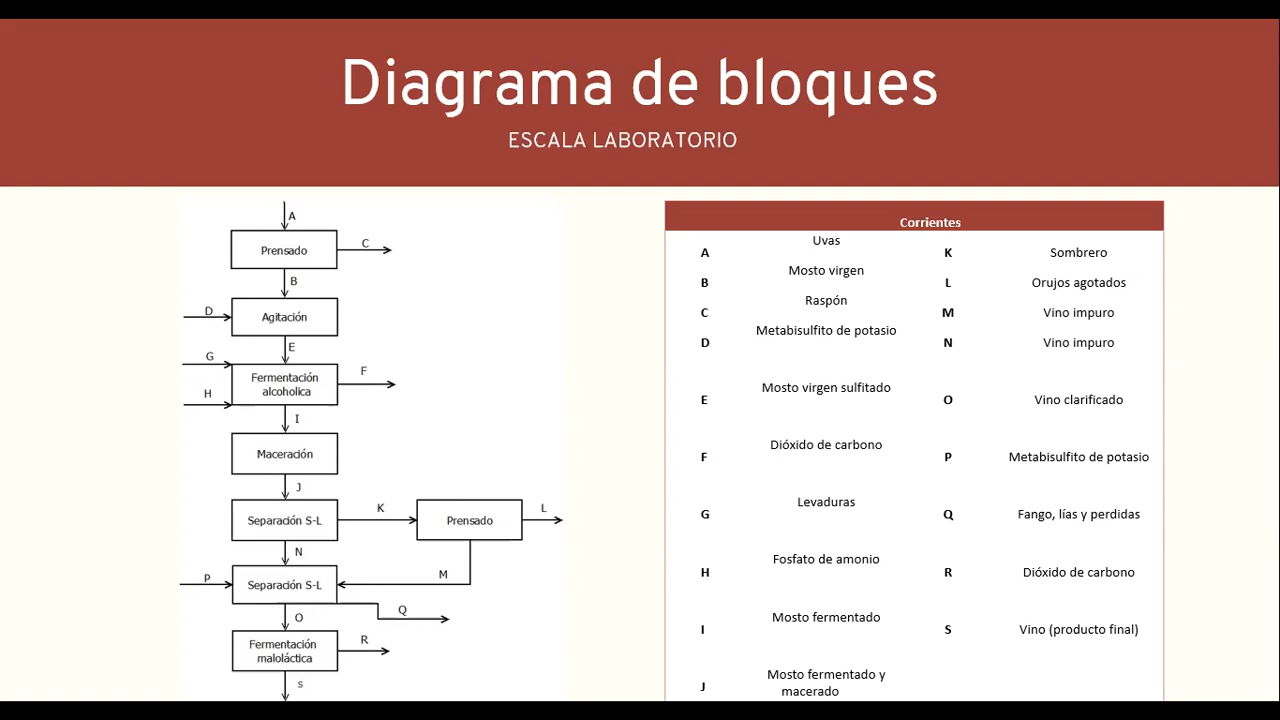 Diagrama de bloques
ESCALA LABORATORIO
A
Prensado
C
B
D
Agitación
E
G
Fermentación
alcoholica
F
H
I
Maceración
J
Separación S-L
K
Prensado
L
N
P
Separación S-L
M
Q
O
Fermentación
maloláctica
R
s
Corrientes
A Uvas K Sombrero
B Mosto virgen L Orujos agotados
C Raspón M Vino impuro
D Metabisulfito de potasio N Vino impuro
E Mosto virgen sulfitado O Vino clarificado
F Dióxido de carbono P Metabisulfito de potasio
G Levaduras Q Fango, lías y perdidas
H Fosfato de amonio R Dióxido de carbono
I Mosto fermentado S Vino (producto final)
J Mosto fermentado y
macerado